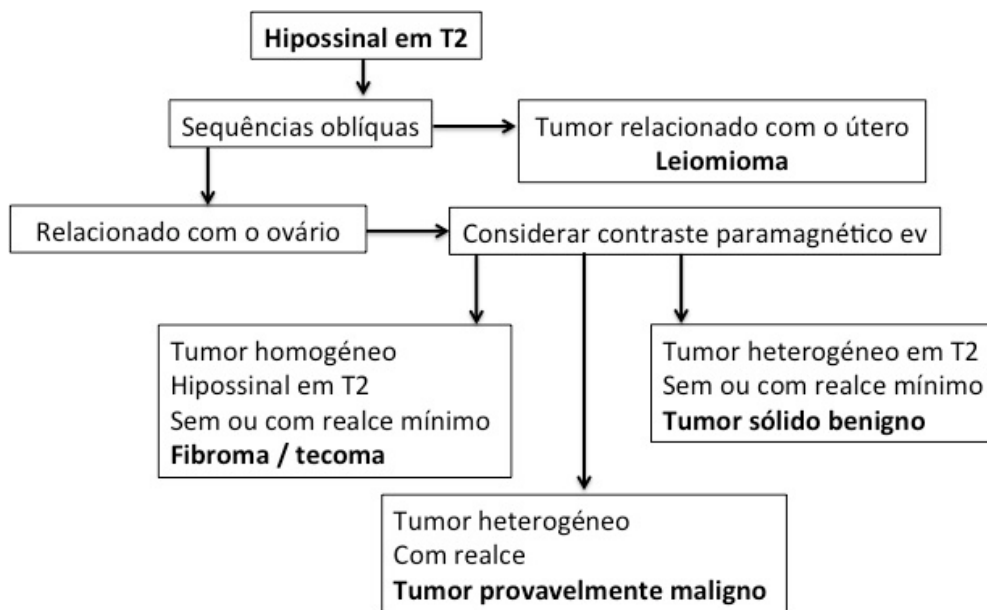 Hipossinal em T2
Sequências oblíquas
Tumor relacionado com o útero
Leiomioma
Relacionado com o ovário
Considerar contraste paramagnético ev
Tumor homogéneo
Hipossinal em T2
Sem ou com realce mínimo
Fibroma / tecoma
Tumor heterogéneo em T2
Sem ou com realce mínimo
Tumor sólido benigno
Tumor heterogéneo
Com realce
Tumor provavelmente maligno